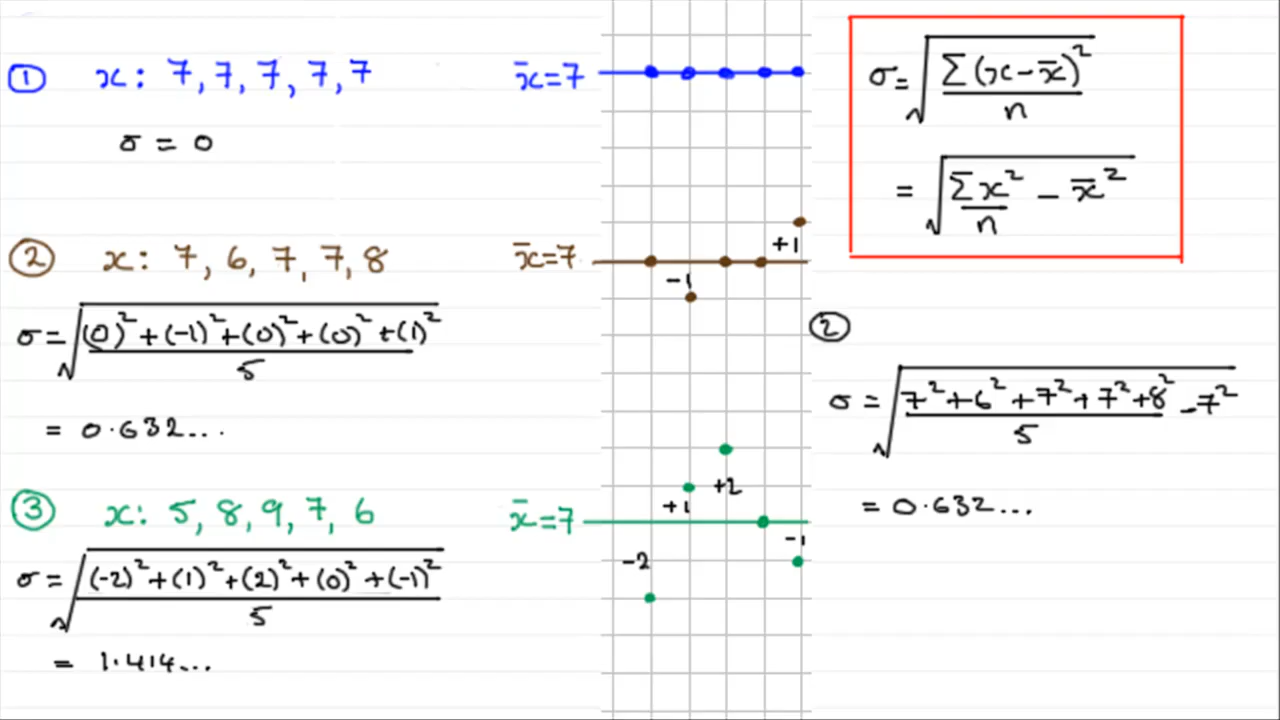 ① x: 7, 7, 7, 7, 7 x̄=7
σ = 0
② x: 7, 6, 7, 7, 8 x̄=7
+1
-1
σ = √(((0)² + (-1)² + (0)² + (0)² + (1)²)/5)
= 0.632...
③ x: 5, 8, 9, 7, 6 x̄=7
+2
+1
-1
-2
σ = √(((-2)² + (1)² + (2)² + (0)² + (-1)²)/5)
= 1.414...
σ = √(Σ(x - x̄)²/n)
= √(Σx²/n - x̄²)
②
σ = √((7² + 6² + 7² + 7² + 8²)/5 - 7²)
= 0.632...